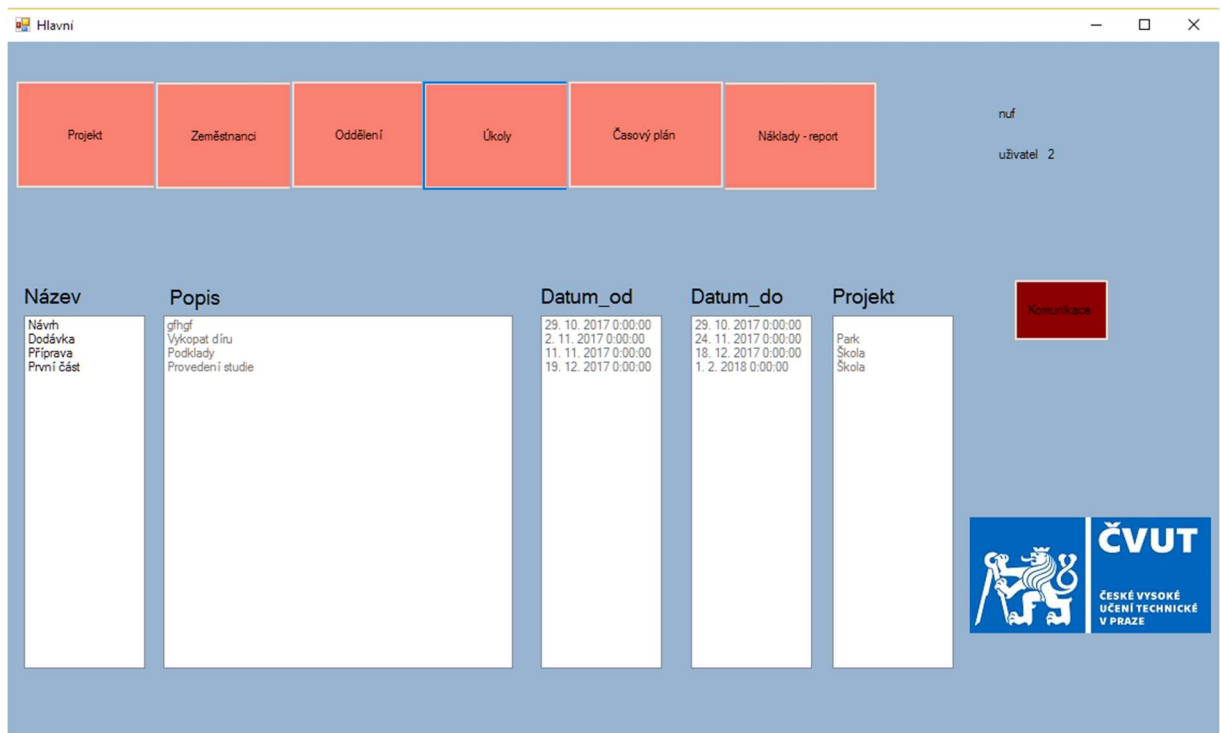 Hlavní
Projekt Zeměstnanci Oddělení Úkoly Časový plán Náklady - report
nuf
uživatel 2
Název Popis Datum_od Datum_do Projekt
Komunikace
Návrh gfhgf 29. 10. 2017 0:00:00 29. 10. 2017 0:00:00
Dodávka Vykopat díru 2. 11. 2017 0:00:00 24. 11. 2017 0:00:00 Park
Příprava Podklady 11. 11. 2017 0:00:00 18. 12. 2017 0:00:00 Škola
První část Provedení studie 19. 12. 2017 0:00:00 1. 2. 2018 0:00:00 Škola
ČVUT
ČESKÉ VYSOKÉ
UČENÍ TECHNICKÉ
V PRAZE